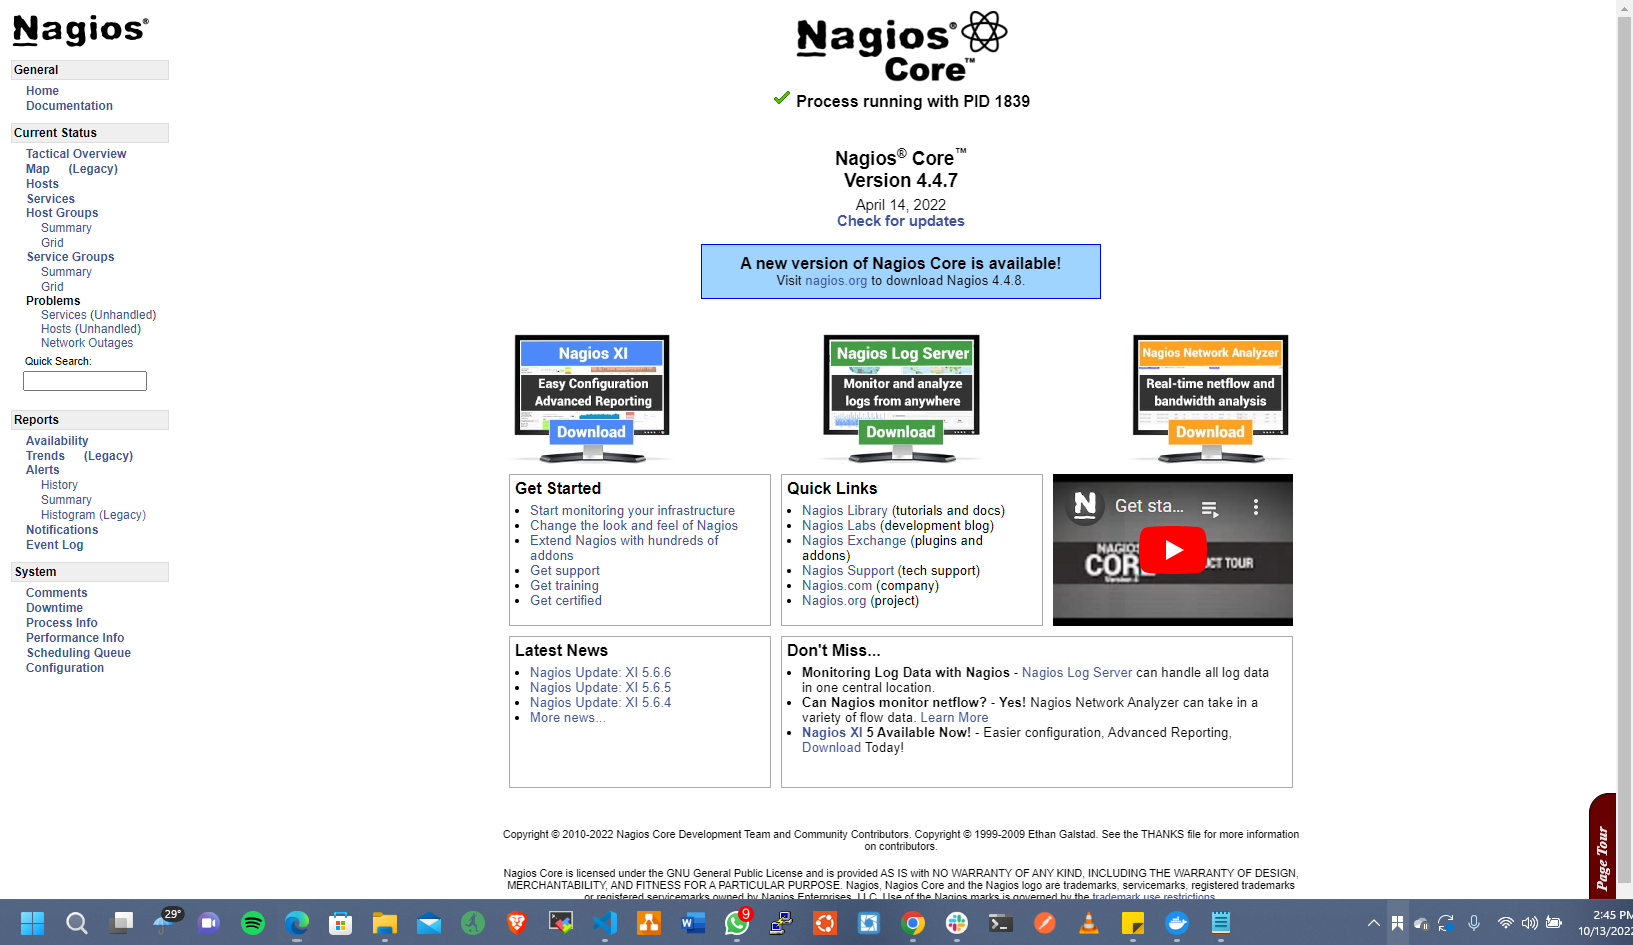 Nagios®
General
Home
Documentation
Current Status
Tactical Overview
Map (Legacy)
Hosts
Services
Host Groups
Summary
Grid
Service Groups
Summary
Grid
Problems
Services (Unhandled)
Hosts (Unhandled)
Network Outages
Quick Search:
Reports
Availability
Trends (Legacy)
Alerts
History
Summary
Histogram (Legacy)
Notifications
Event Log
System
Comments
Downtime
Process Info
Performance Info
Scheduling Queue
Configuration
Nagios®
Core™
Process running with PID 1839
Nagios® Core™
Version 4.4.7
April 14, 2022
Check for updates
A new version of Nagios Core is available!
Visit nagios.org to download Nagios 4.4.8.
Nagios XI
Easy Configuration
Advanced Reporting
Download
Nagios Log Server
Monitor and analyze
logs from anywhere
Download
Nagios Network Analyzer
Real-time netflow and
bandwidth analysis
Download
Get Started
Start monitoring your infrastructure
Change the look and feel of Nagios
Extend Nagios with hundreds of
addons
Get support
Get training
Get certified
Quick Links
Nagios Library (tutorials and docs)
Nagios Labs (development blog)
Nagios Exchange (plugins and
addons)
Nagios Support (tech support)
Nagios.com (company)
Nagios.org (project)
N
Get sta...
NAGIOS
CORE
CT TOUR
Latest News
Nagios Update: XI 5.6.6
Nagios Update: XI 5.6.5
Nagios Update: XI 5.6.4
More news...
Don't Miss...
Monitoring Log Data with Nagios - Nagios Log Server can handle all log data
in one central location.
Can Nagios monitor netflow? - Yes! Nagios Network Analyzer can take in a
variety of flow data. Learn More
Nagios XI 5 Available Now! - Easier configuration, Advanced Reporting,
Download Today!
Copyright © 2010-2022 Nagios Core Development Team and Community Contributors. Copyright © 1999-2009 Ethan Galstad. See the THANKS file for more information
on contributors.
Nagios Core is licensed under the GNU General Public License and is provided AS IS with NO WARRANTY OF ANY KIND, INCLUDING THE WARRANTY OF DESIGN,
MERCHANTABILITY, AND FITNESS FOR A PARTICULAR PURPOSE. Nagios, Nagios Core and the Nagios logo are trademarks, servicemarks, registered trademarks
or registered servicemarks owned by Nagios Enterprises, LLC. Use of the Nagios marks is governed by the trademark use restrictions.
Page Tour
29°
9
2:45 PM
10/13/2022